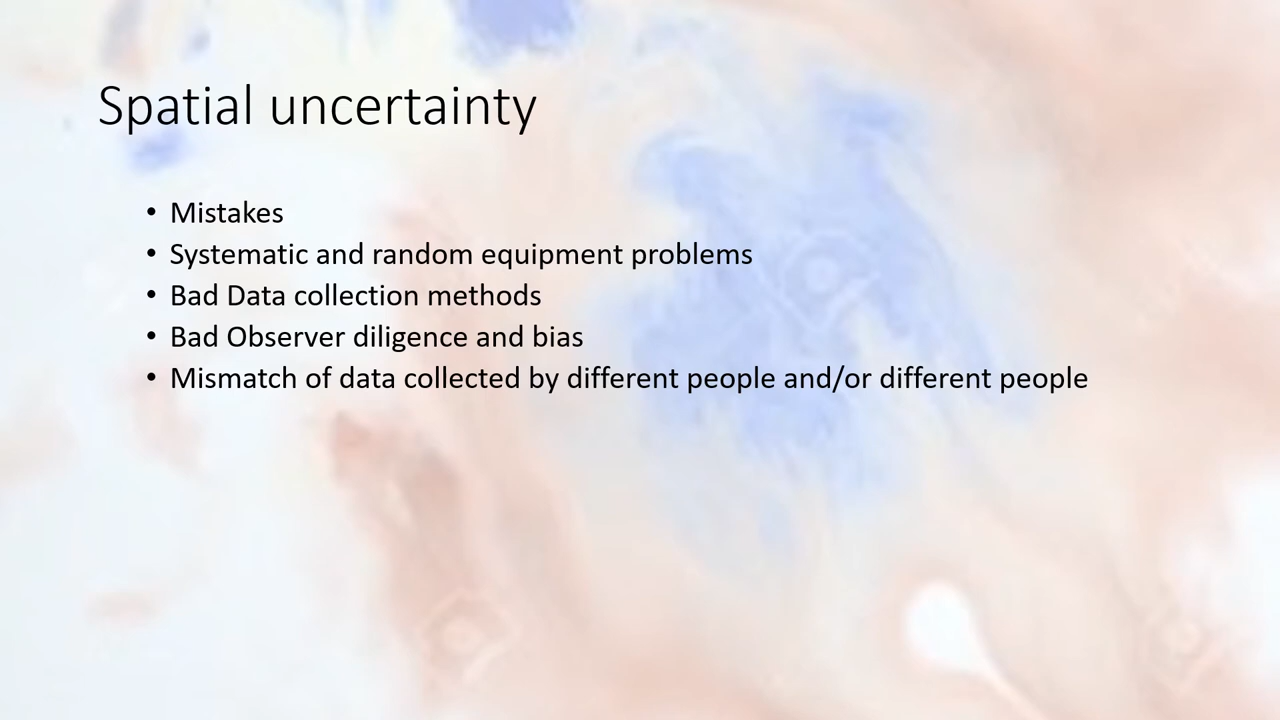 Spatial uncertainty
• Mistakes
• Systematic and random equipment problems
• Bad Data collection methods
• Bad Observer diligence and bias
• Mismatch of data collected by different people and/or different people